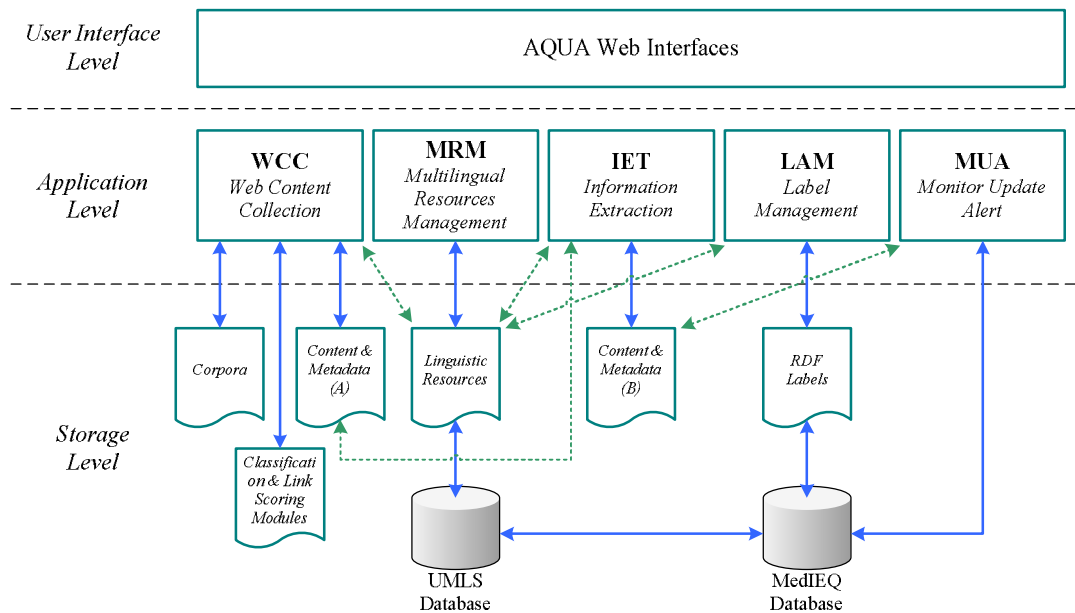 User Interface
Level
AQUA Web Interfaces
Application
Level
WCC
Web Content
Collection
MRM
Multilingual
Resources
Management
IET
Information
Extraction
LAM
Label
Management
MUA
Monitor Update
Alert
Storage
Level
Corpora
Content &
Metadata
(A)
Linguistic
Resources
Content &
Metadata
(B)
RDF
Labels
Classificati
on & Link
Scoring
Modules
UMLS
Database
MedIEQ
Database